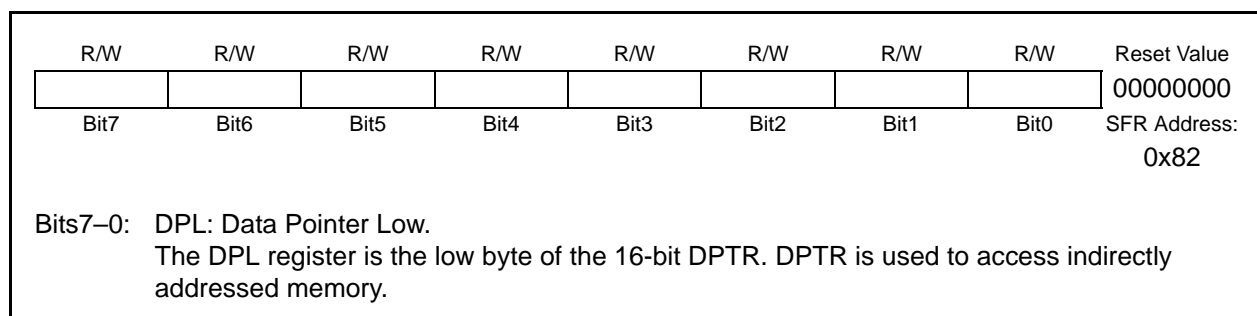 R/W R/W R/W R/W R/W R/W R/W R/W Reset Value
00000000
Bit7 Bit6 Bit5 Bit4 Bit3 Bit2 Bit1 Bit0 SFR Address:
0x82
Bits7–0: DPL: Data Pointer Low.
The DPL register is the low byte of the 16-bit DPTR. DPTR is used to access indirectly
addressed memory.